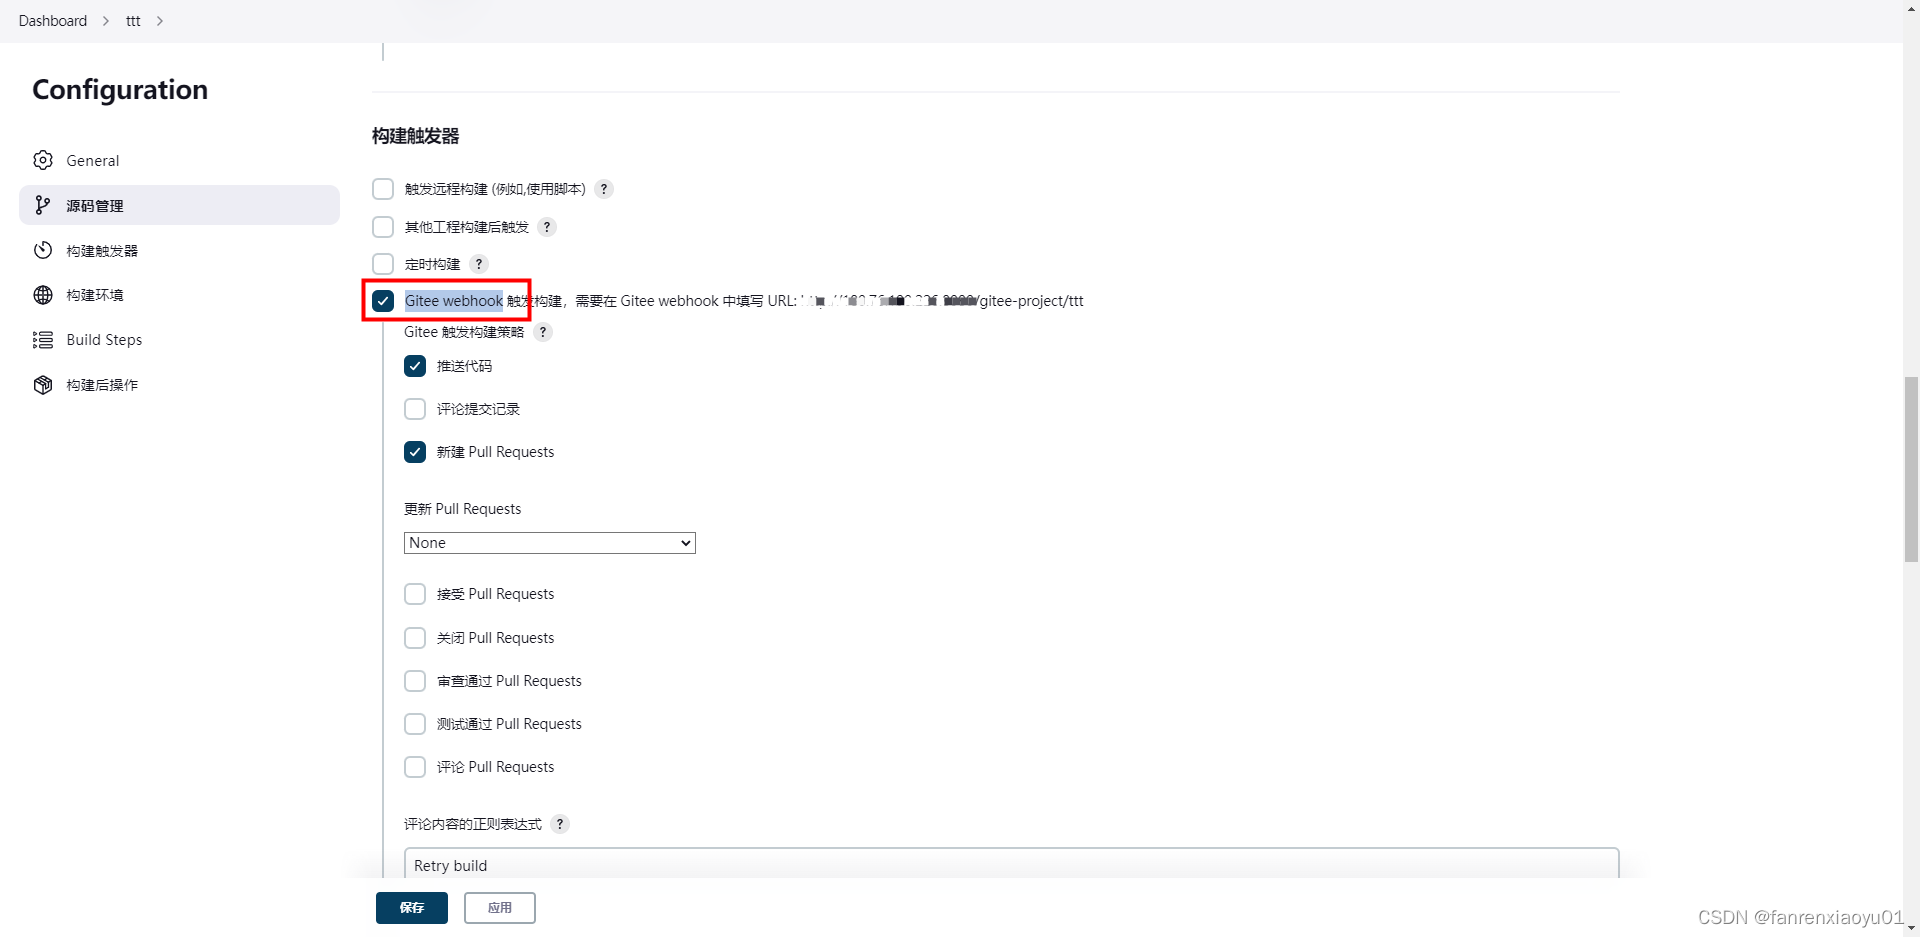 Dashboard > ttt >
Configuration
General
源码管理
构建触发器
构建环境
Build Steps
构建后操作
构建触发器
触发远程构建 (例如,使用脚本) ?
其他工程构建后触发 ?
定时构建 ?
Gitee webhook 触发构建，需要在 Gitee webhook 中填写 URL: /gitee-project/ttt
Gitee 触发构建策略 ?
推送代码
评论提交记录
新建 Pull Requests
更新 Pull Requests
None
接受 Pull Requests
关闭 Pull Requests
审查通过 Pull Requests
测试通过 Pull Requests
评论 Pull Requests
评论内容的正则表达式 ?
Retry build
保存
应用
CSDN @fanrenxiaoyu01